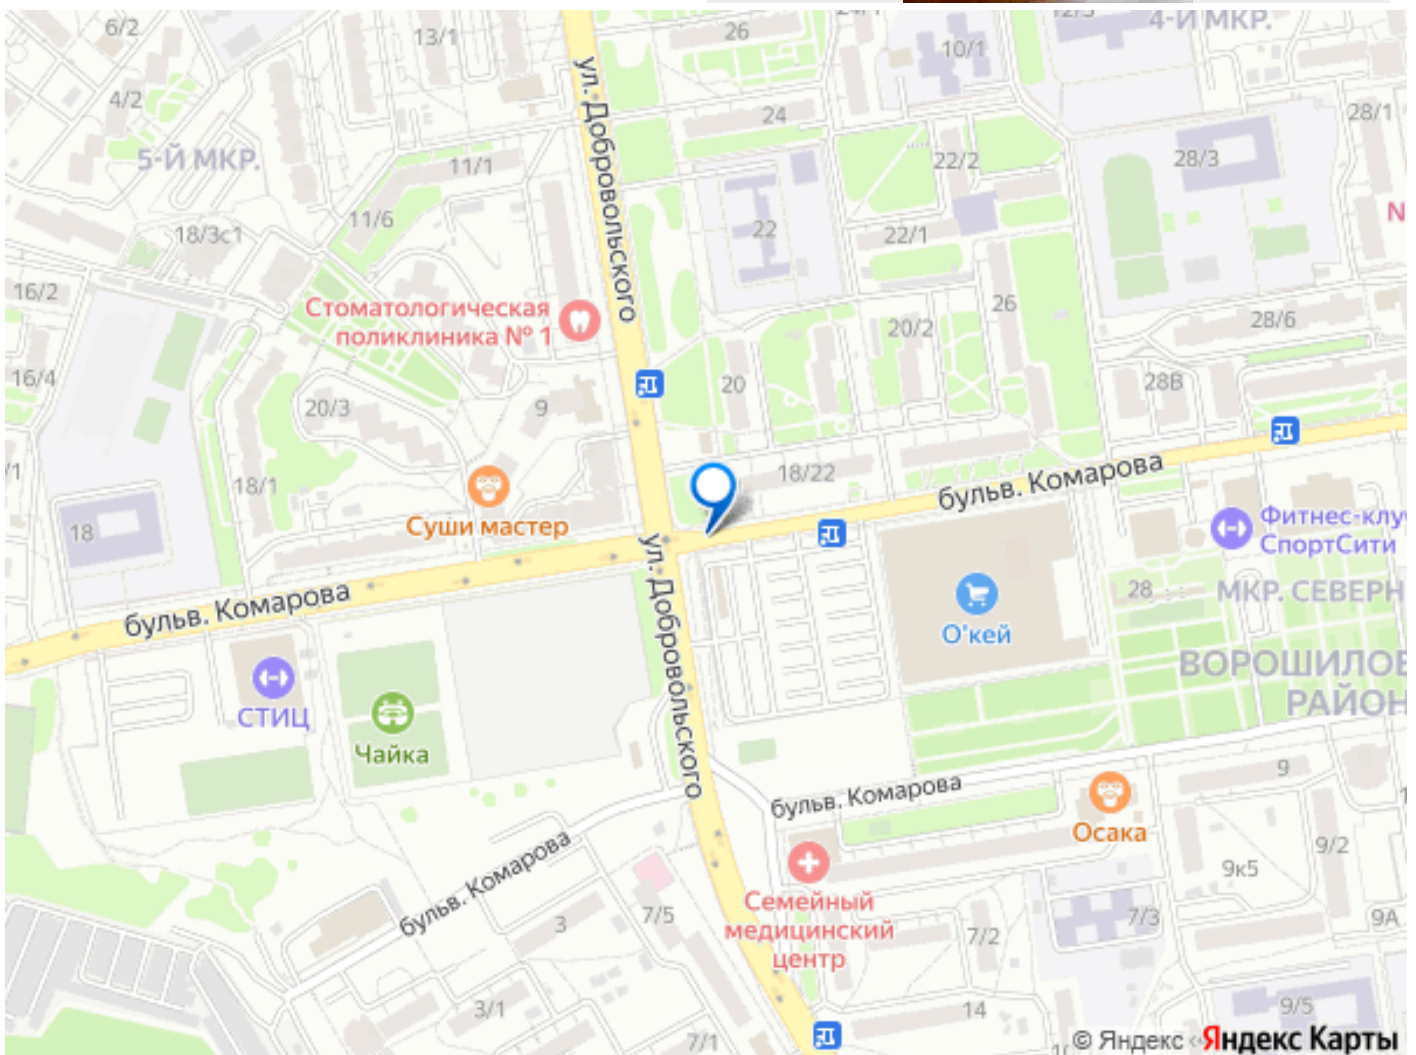 6/2
13/1
26
10/1
4-Й МКР.
4/2
24
28/1
5-Й МКР.
11/1
22/2
28/3
ул. Добровольского
11/6
18/3с1
22
22/1
16/2
Стоматологическая
поликлиника № 1
26
20/2
28/6
16/4
20/3
9
20
28В
18/1
18/22
бульв. Комарова
18
Суши мастер
Фитнес-клу
СпортСити
ул. Добровольского
бульв. Комарова
28
МКР. СЕВЕРН
О'кей
ВОРОШИЛОВ
РАЙОН
СТИЦ
Чайка
9
бульв. Комарова
Осака
9/2
бульв. Комарова
9к5
Семейный
медицинский
центр
3
7/5
7/2
7/3
9А
3/1
14
9/5
7/1
© Яндекс
Яндекс Карты